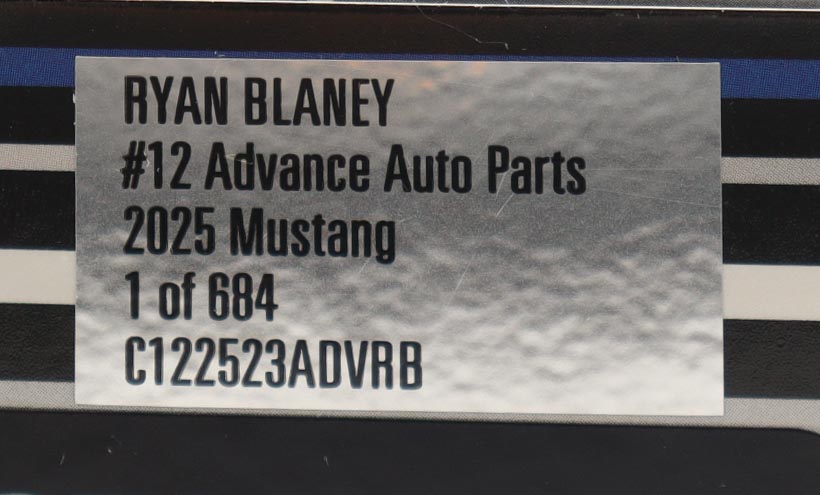 RYAN BLANEY
#12 Advance Auto Parts
2025 Mustang
1 of 684
C122523ADVRB